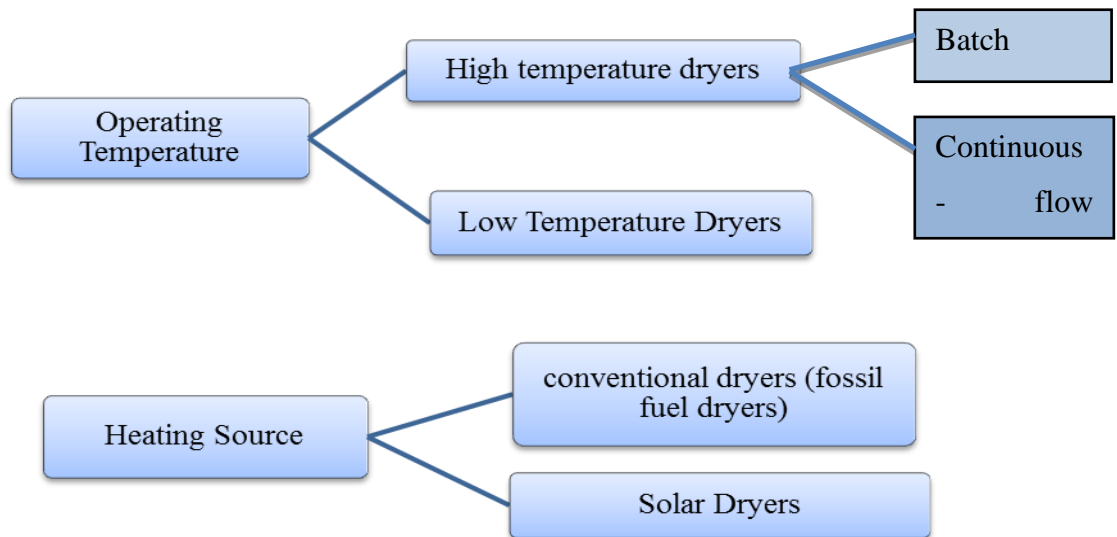 Operating
Temperature
High temperature dryers
Batch
Continuous
- flow
Low Temperature Dryers
Heating Source
conventional dryers (fossil
fuel dryers)
Solar Dryers